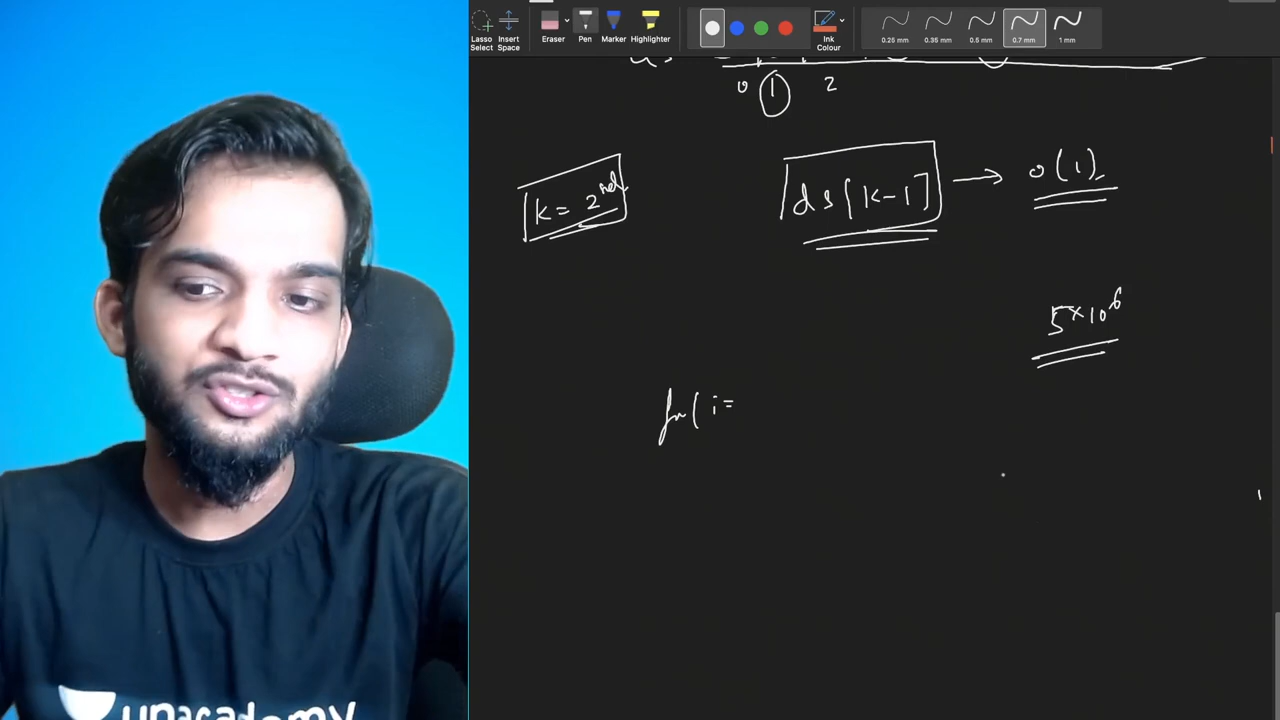 Lasso Select
Insert Space
Eraser
Pen
Marker
Highlighter
Ink Colour
0.25 mm
0.35 mm
0.5 mm
0.7 mm
1 mm
0 1 2
K = 2nd
ds[K-1] → O(1)
5×10^6
for( i=
unacademy